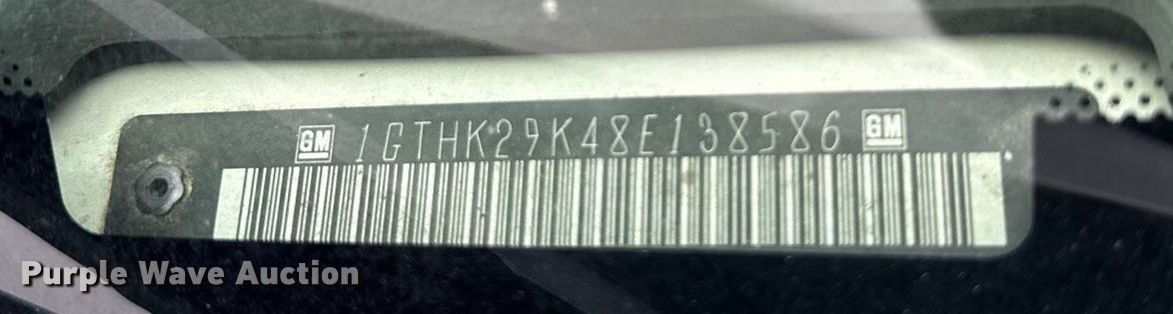 GM 1GTHK29K48E138586 GM
Purple Wave Auction